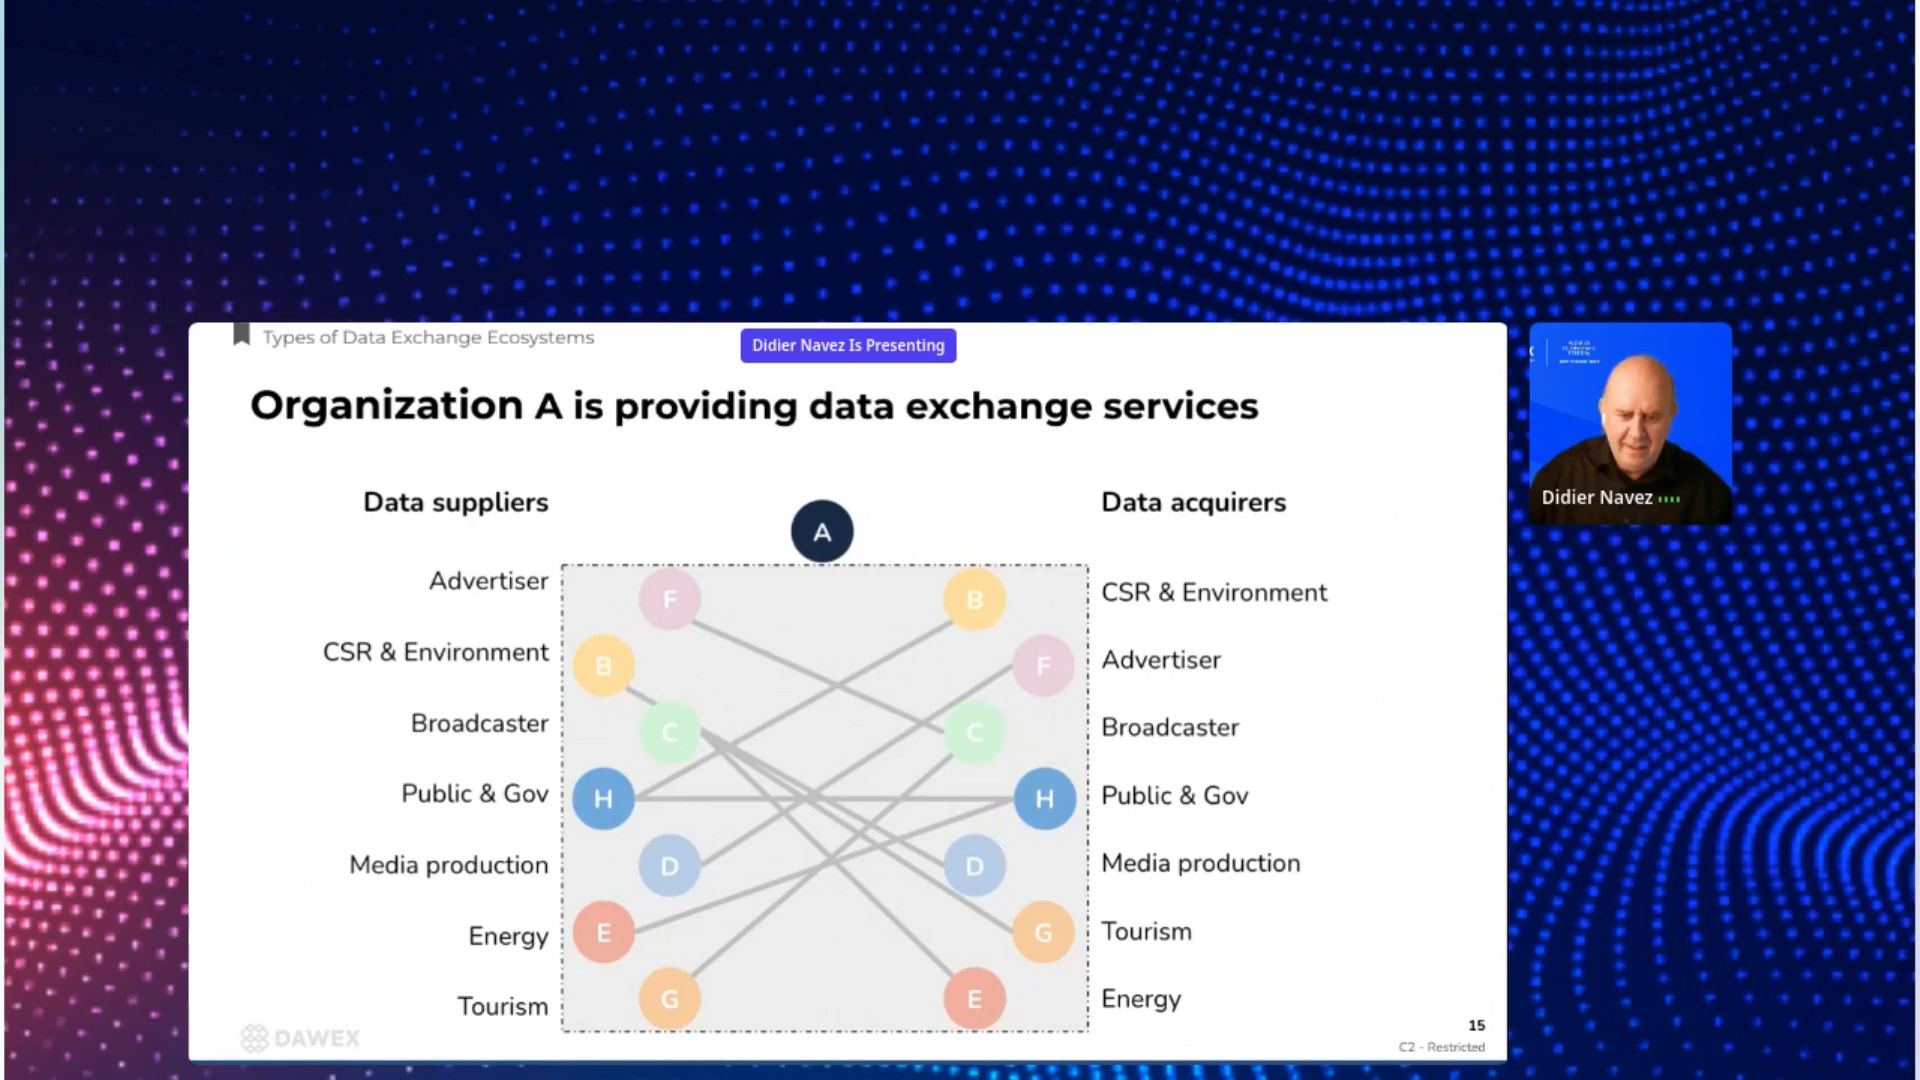 Types of Data Exchange Ecosystems
Didier Navez Is Presenting
Organization A is providing data exchange services
Data suppliers
Data acquirers
A
Advertiser
F
B
CSR & Environment
CSR & Environment
B
F
Advertiser
Broadcaster
C
C
Broadcaster
Public & Gov
H
H
Public & Gov
Media production
D
D
Media production
Energy
E
G
Tourism
Tourism
G
E
Energy
DAWEX
15
C2 - Restricted
Didier Navez